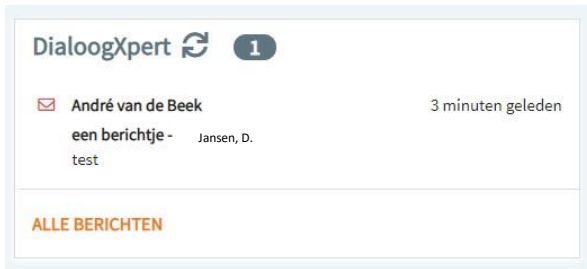 DialoogXpert 1
André van de Beek 3 minuten geleden
een berichtje - Jansen, D.
test
ALLE BERICHTEN